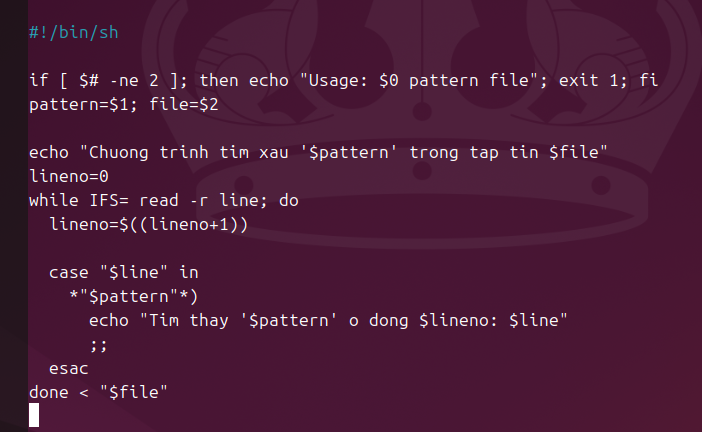 #!/bin/sh
if [ $# -ne 2 ]; then echo "Usage: $0 pattern file"; exit 1; fi
pattern=$1; file=$2
echo "Chuong trinh tim xau '$pattern' trong tap tin $file"
lineno=0
while IFS= read -r line; do
  lineno=$((lineno+1))
  case "$line" in
    *"$pattern"*)
      echo "Tim thay '$pattern' o dong $lineno: $line"
      ;;
  esac
done < "$file"